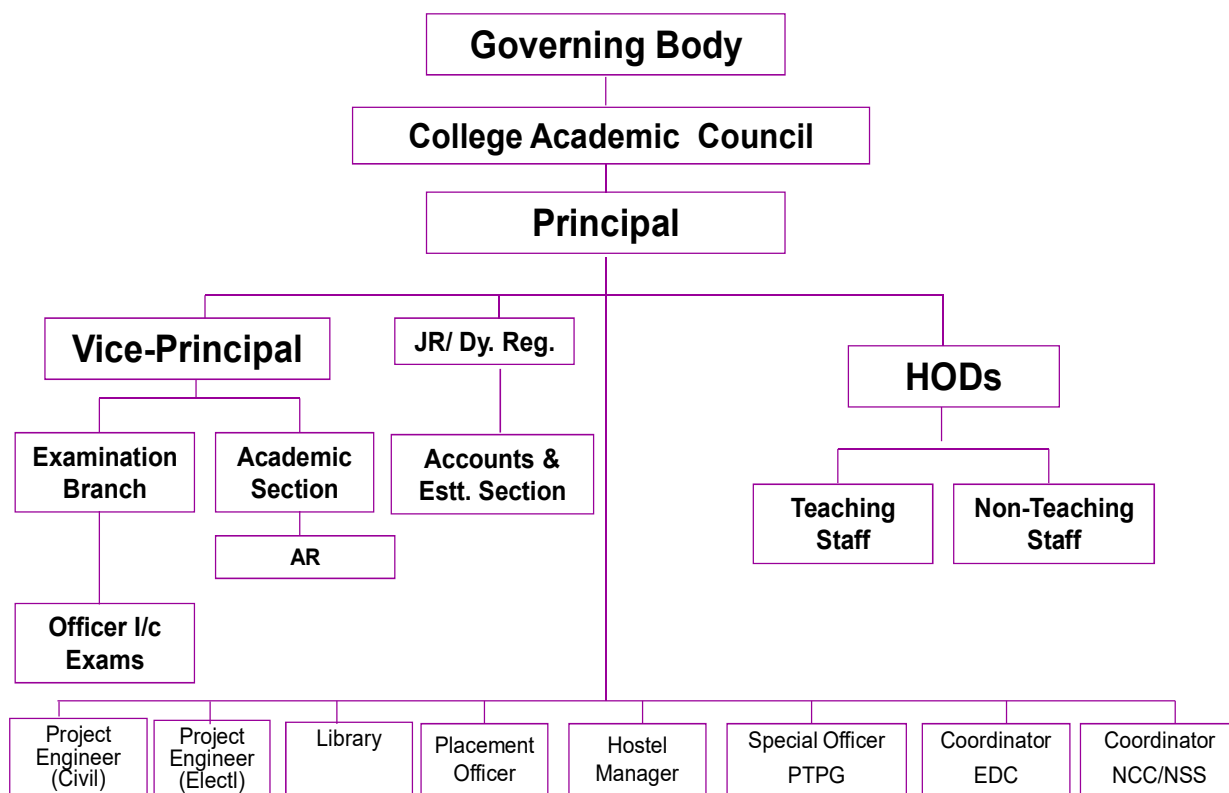 Governing Body
College Academic  Council
Principal
Vice-Principal
JR/ Dy. Reg.
HODs
Examination
Branch
Academic
Section
Accounts &
Estt. Section
Teaching
Staff
Non-Teaching
Staff
AR
Officer I/c
Exams
Project
Engineer
(Civil)
Project
Engineer
(Electl)
Library
Placement
Officer
Hostel
Manager
Special Officer
PTPG
Coordinator
EDC
Coordinator
NCC/NSS